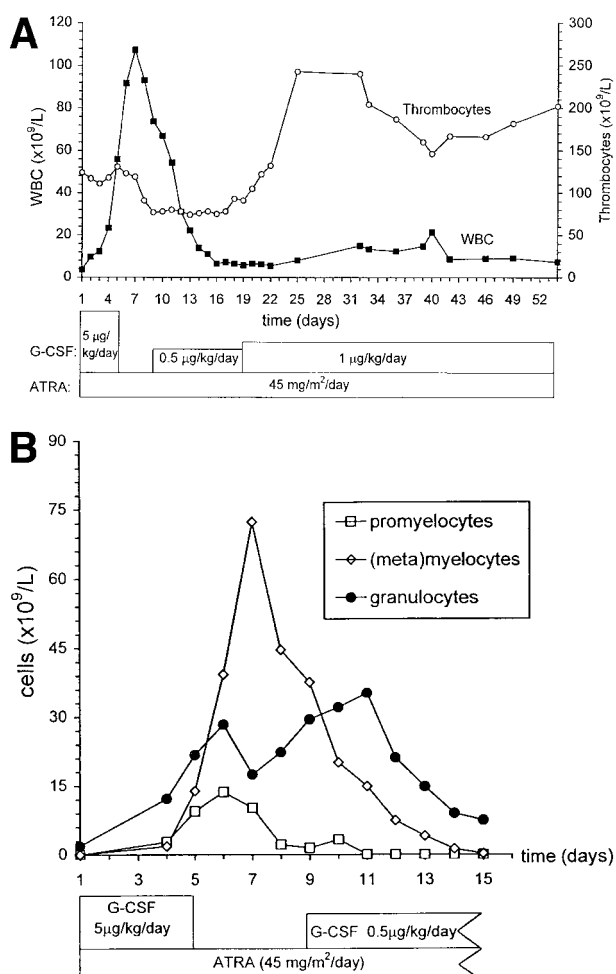 A
WBC (x10⁹/L)
120
100
80
60
40
20
0
300
250
200
150
100
50
0
Thrombocytes (x10⁹/L)
Thrombocytes
WBC
1 4 7 10 13 16 19 22 25 28 31 34 37 40 43 46 49 52
time (days)
G-CSF:
5 µg/
kg/day
0.5 µg/kg/day
1 µg/kg/day
ATRA:
45 mg/m²/day
B
cells (x10⁹/L)
90
75
60
45
30
15
0
promyelocytes
(meta)myelocytes
granulocytes
1 3 5 7 9 11 13 15
time (days)
G-CSF
5µg/kg/day
G-CSF 0.5µg/kg/day
ATRA (45 mg/m²/day)